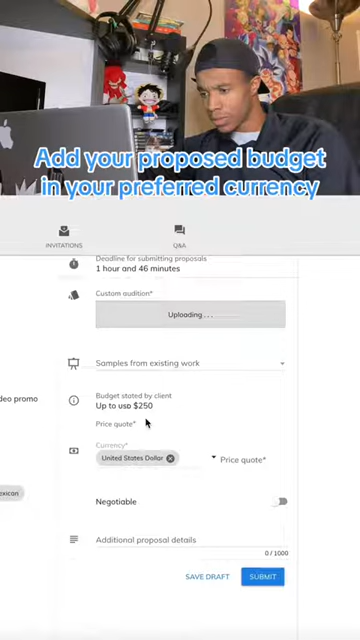 Add your proposed budget
in your preferred currency
INVITATIONS
Q&A
Deadline for submitting proposals
1 hour and 46 minutes
Custom audition*
Uploading . . .
Samples from existing work
deo promo
Budget stated by client
Up to usd $250
Price quote*
Currency*
United States Dollar
Price quote*
exican
Negotiable
Additional proposal details
0 / 1000
SAVE DRAFT
SUBMIT